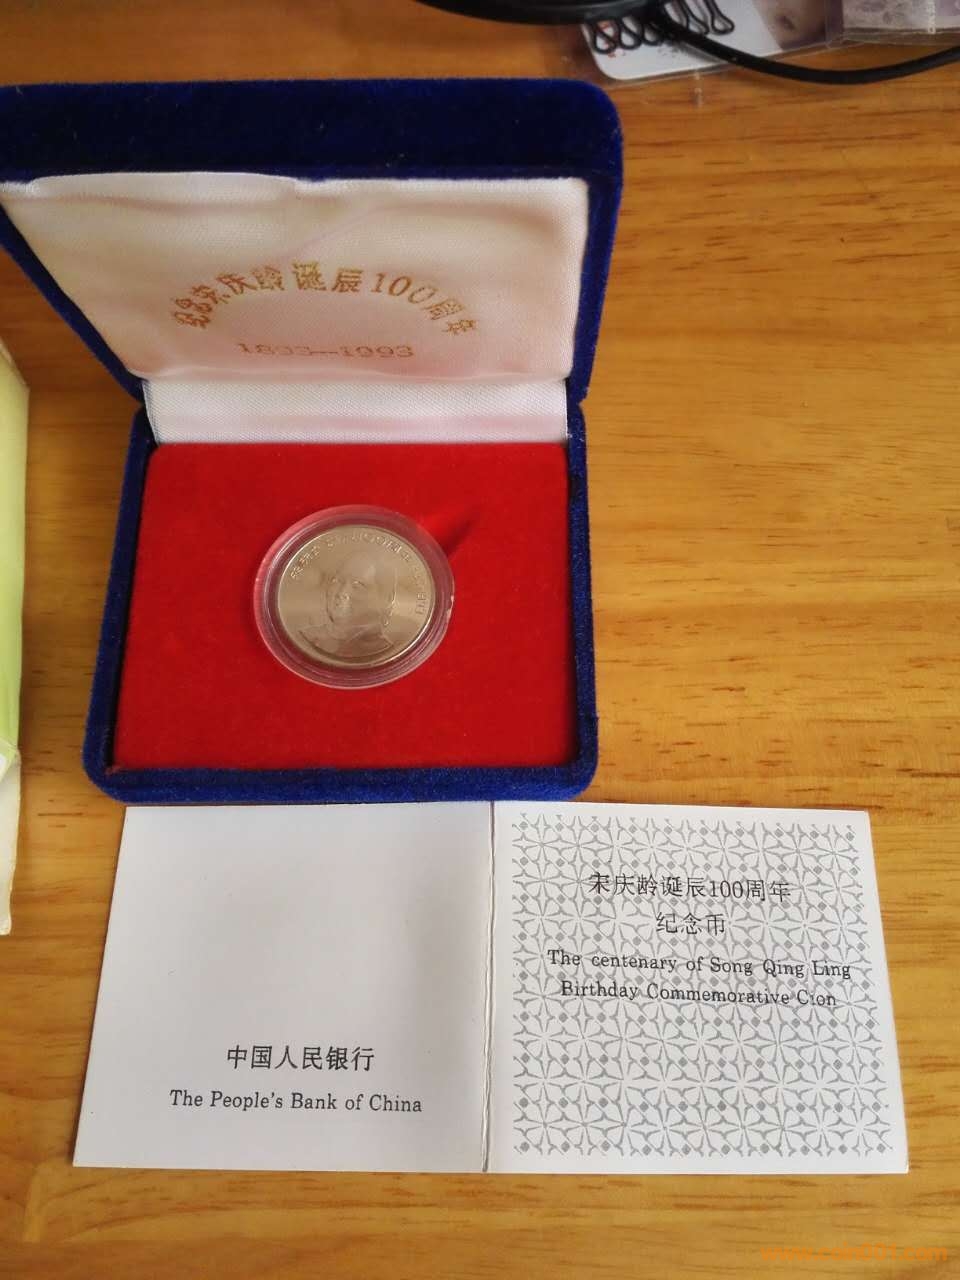 纪念宋庆龄诞辰100周年
1893—1993
宋庆龄诞辰100周年
纪念币
The centenary of Song Qing Ling
Birthday Commemorative Cion
中国人民银行
The People's Bank of China